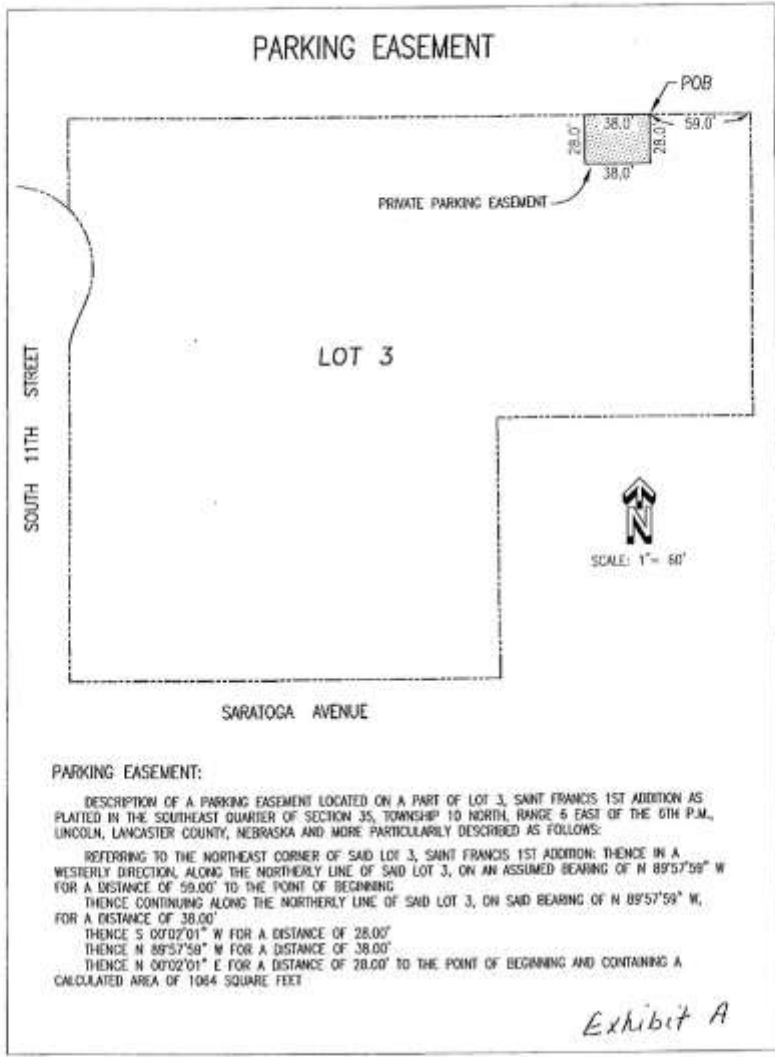 PARKING EASEMENT
POB
38.0'
59.0'
28.0'
28.0'
38.0'
PRIVATE PARKING EASEMENT
LOT 3
SOUTH 11TH STREET
N
SCALE: 1"= 60'
SARATOGA AVENUE
PARKING EASEMENT:
DESCRIPTION OF A PARKING EASEMENT LOCATED ON A PART OF LOT 3, SAINT FRANCIS 1ST ADDITION AS
PLATTED IN THE SOUTHEAST QUARTER OF SECTION 35, TOWNSHIP 10 NORTH, RANGE 6 EAST OF THE 6TH P.M.,
LINCOLN, LANCASTER COUNTY, NEBRASKA AND MORE PARTICULARILY DESCRIBED AS FOLLOWS:
REFERRING TO THE NORTHEAST CORNER OF SAID LOT 3, SAINT FRANCIS 1ST ADDITION: THENCE IN A
WESTERLY DIRECTION, ALONG THE NORTHERLY LINE OF SAID LOT 3, ON AN ASSUMED BEARING OF N 89°57'59" W
FOR A DISTANCE OF 59.00' TO THE POINT OF BEGINNING
THENCE CONTINUING ALONG THE NORTHERLY LINE OF SAID LOT 3, ON SAID BEARING OF N 89°57'59" W,
FOR A DISTANCE OF 38.00'
THENCE S 00°02'01" W FOR A DISTANCE OF 28.00'
THENCE N 89°57'59" W FOR A DISTANCE OF 38.00'
THENCE N 00°02'01" E FOR A DISTANCE OF 28.00' TO THE POINT OF BEGINNING AND CONTAINING A
CALCULATED AREA OF 1064 SQUARE FEET
Exhibit A